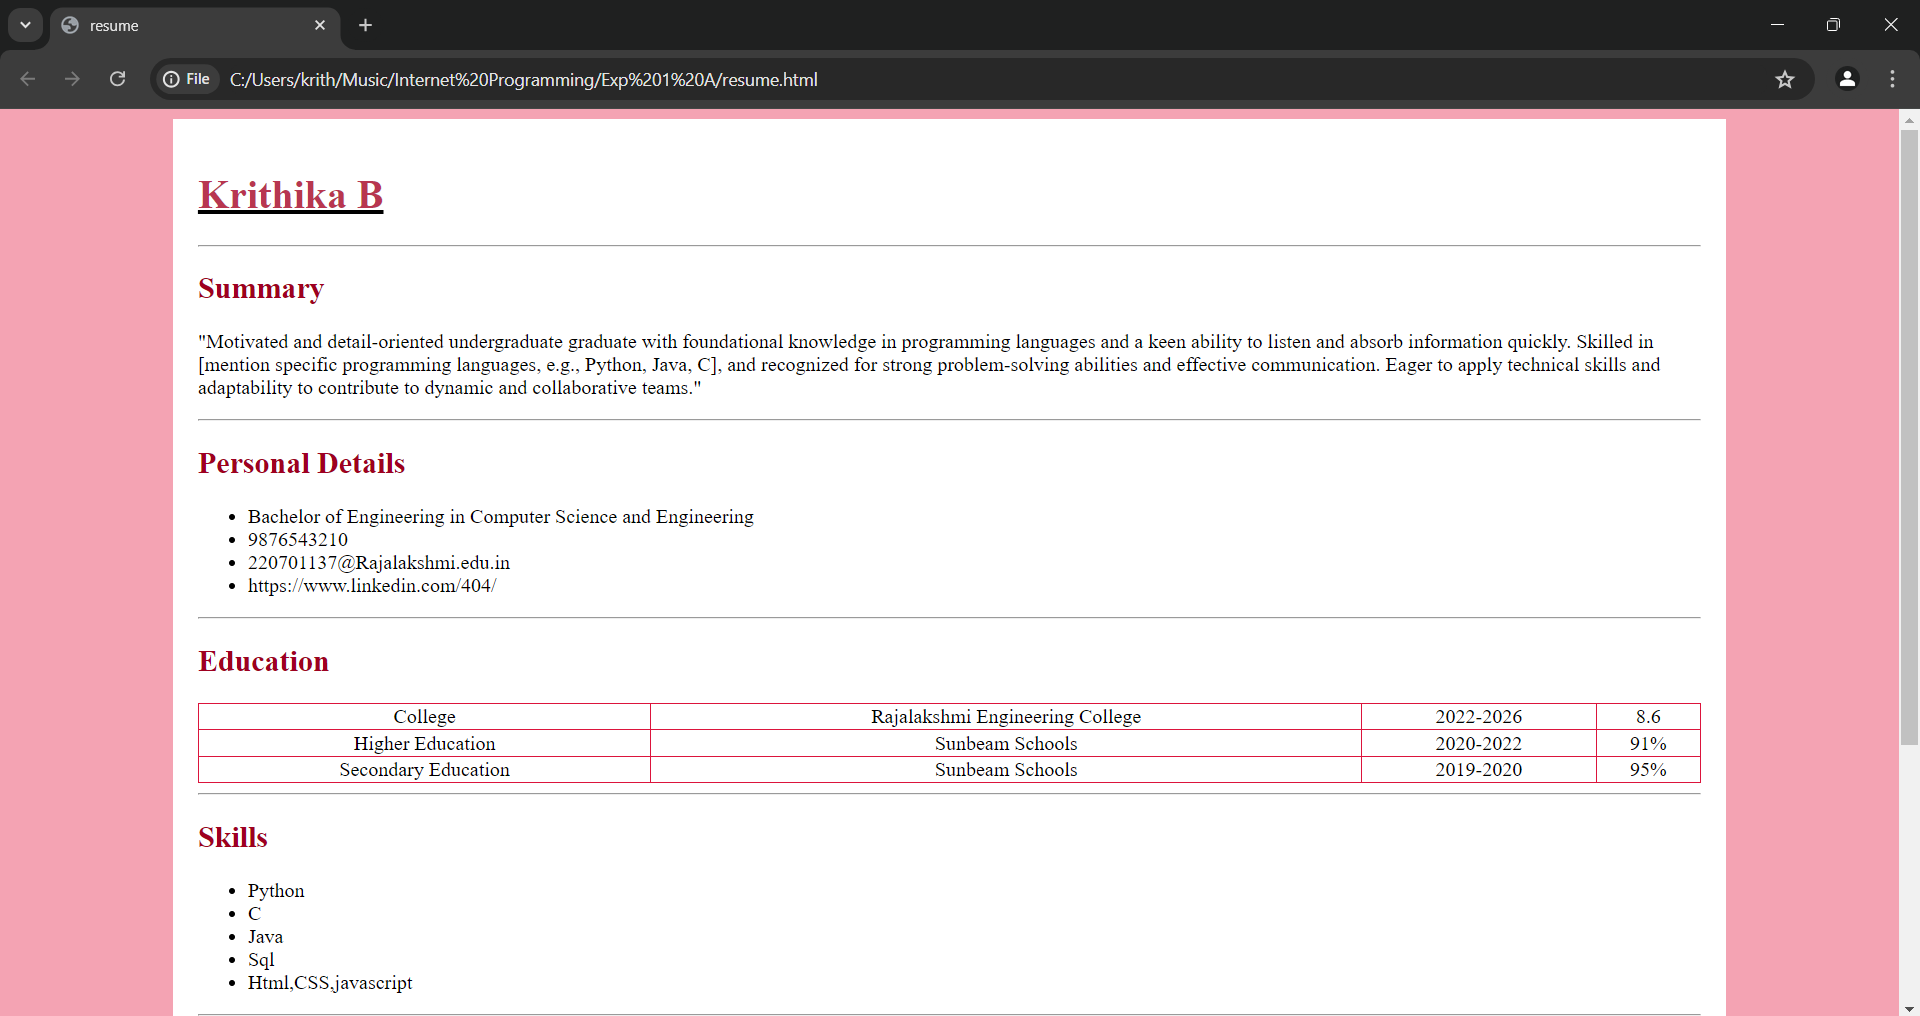 resume
File
C:/Users/krith/Music/Internet%20Programming/Exp%201%20A/resume.html
Krithika B
Summary
"Motivated and detail-oriented undergraduate graduate with foundational knowledge in programming languages and a keen ability to listen and absorb information quickly. Skilled in
[mention specific programming languages, e.g., Python, Java, C], and recognized for strong problem-solving abilities and effective communication. Eager to apply technical skills and
adaptability to contribute to dynamic and collaborative teams."
Personal Details
• Bachelor of Engineering in Computer Science and Engineering
• 9876543210
• 220701137@Rajalakshmi.edu.in
• https://www.linkedin.com/404/
Education
College Rajalakshmi Engineering College 2022-2026 8.6
Higher Education Sunbeam Schools 2020-2022 91%
Secondary Education Sunbeam Schools 2019-2020 95%
Skills
• Python
• C
• Java
• Sql
• Html,CSS,javascript